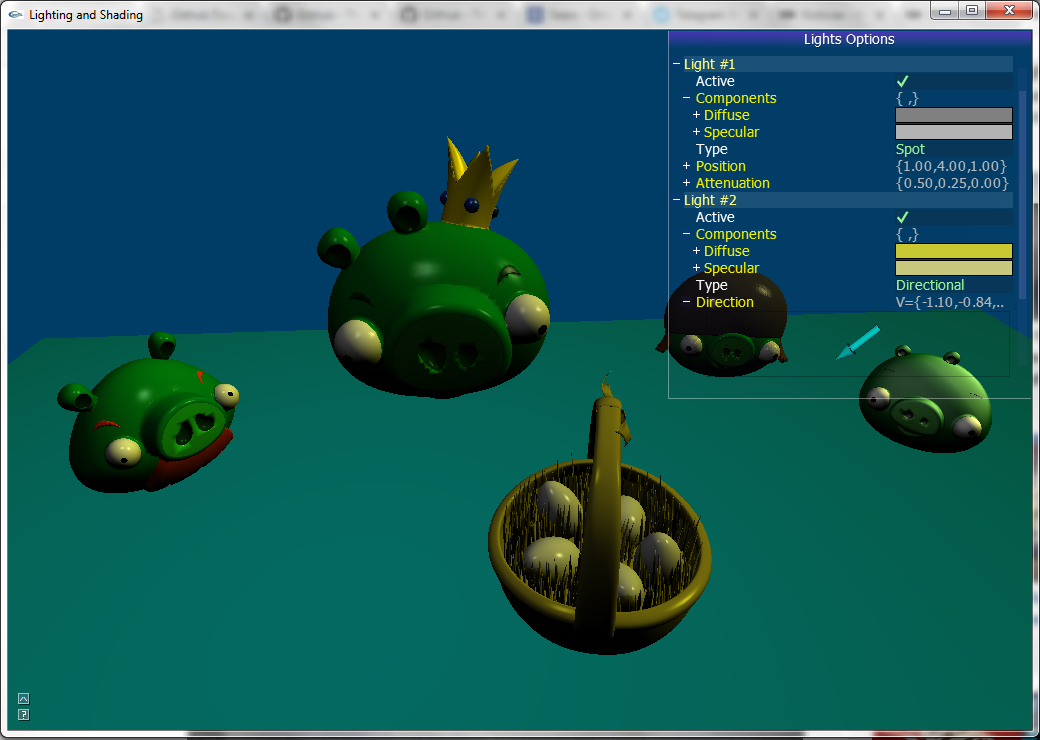 Lighting and Shading
Lights Options
− Light #1
Active ✓
− Components { ,}
+ Diffuse
+ Specular
Type Spot
+ Position {1.00,4.00,1.00}
+ Attenuation {0.50,0.25,0.00}
− Light #2
Active ✓
− Components { ,}
+ Diffuse
+ Specular
Type Directional
− Direction V={-1.10,-0.84,..
?